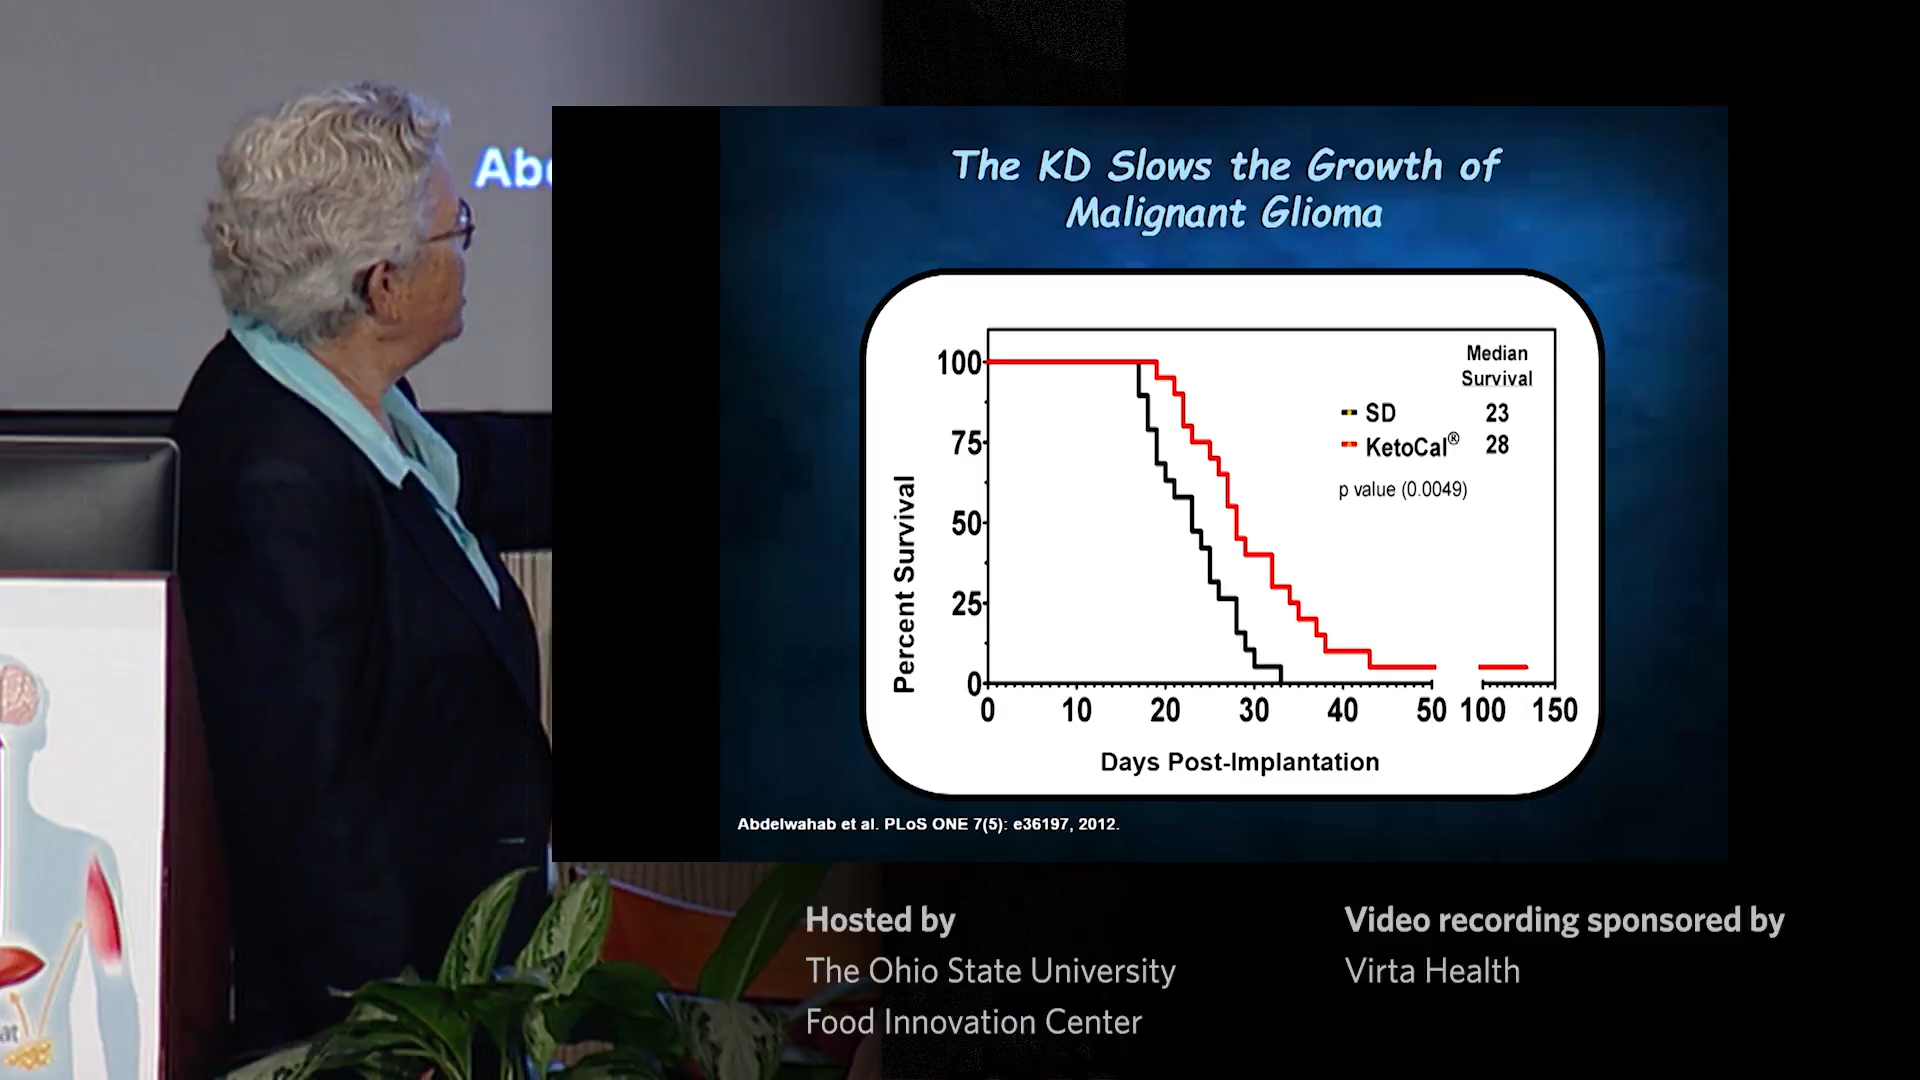 Abe
The KD Slows the Growth of
Malignant Glioma
Median
Survival
SD 23
KetoCal® 28
p value (0.0049)
Percent Survival
100
75
50
25
0
0 10 20 30 40 50 100 150
Days Post-Implantation
Abdelwahab et al. PLoS ONE 7(5): e36197, 2012.
at
Hosted by
The Ohio State University
Food Innovation Center
Video recording sponsored by
Virta Health